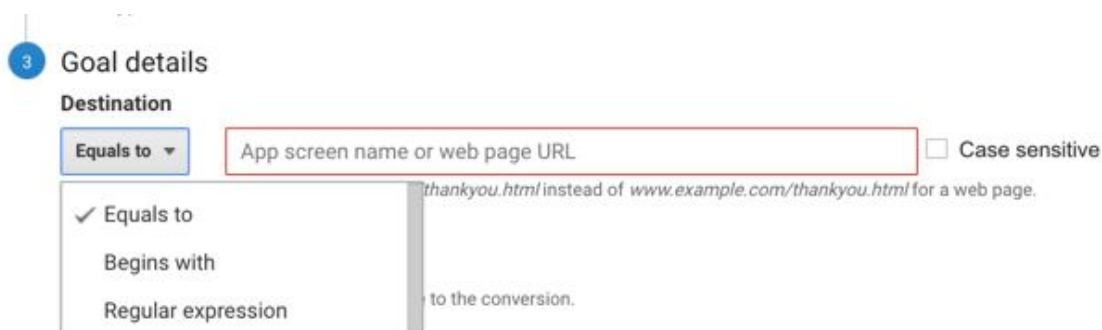 3 Goal details
Destination
Equals to App screen name or web page URL Case sensitive
thankyou.html instead of www.example.com/thankyou.html for a web page.
Equals to
Begins with
to the conversion.
Regular expression